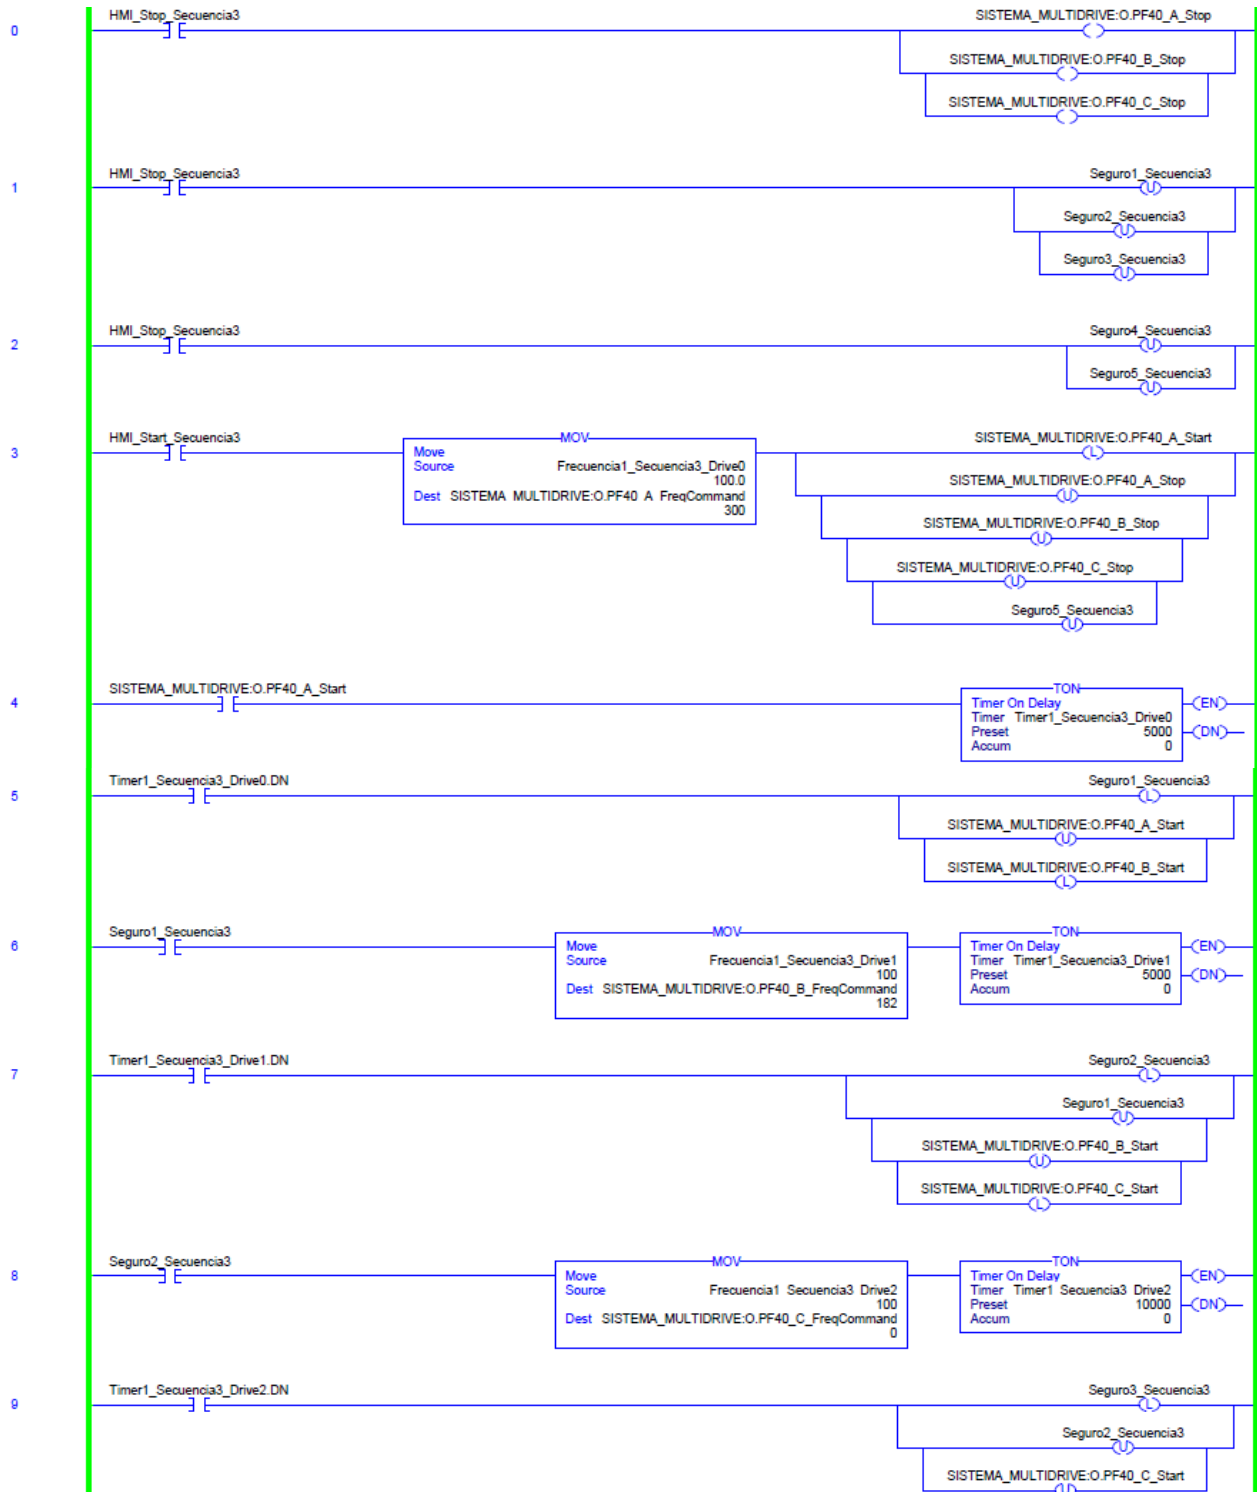 0
HMI_Stop_Secuencia3
SISTEMA_MULTIDRIVE:O.PF40_A_Stop
SISTEMA_MULTIDRIVE:O.PF40_B_Stop
SISTEMA_MULTIDRIVE:O.PF40_C_Stop
1
HMI_Stop_Secuencia3
Seguro1_Secuencia3
U
Seguro2_Secuencia3
U
Seguro3_Secuencia3
U
2
HMI_Stop_Secuencia3
Seguro4_Secuencia3
U
Seguro5_Secuencia3
U
3
HMI_Start_Secuencia3
MOV
Move
Source Frecuencia1_Secuencia3_Drive0
100.0
Dest SISTEMA_MULTIDRIVE:O.PF40_A_FreqCommand
300
SISTEMA_MULTIDRIVE:O.PF40_A_Start
L
SISTEMA_MULTIDRIVE:O.PF40_A_Stop
U
SISTEMA_MULTIDRIVE:O.PF40_B_Stop
U
SISTEMA_MULTIDRIVE:O.PF40_C_Stop
U
Seguro5_Secuencia3
U
4
SISTEMA_MULTIDRIVE:O.PF40_A_Start
TON
Timer On Delay
Timer Timer1_Secuencia3_Drive0
Preset 5000
Accum 0
EN
DN
5
Timer1_Secuencia3_Drive0.DN
Seguro1_Secuencia3
L
SISTEMA_MULTIDRIVE:O.PF40_A_Start
U
SISTEMA_MULTIDRIVE:O.PF40_B_Start
L
6
Seguro1_Secuencia3
MOV
Move
Source Frecuencia1_Secuencia3_Drive1
100
Dest SISTEMA_MULTIDRIVE:O.PF40_B_FreqCommand
182
TON
Timer On Delay
Timer Timer1_Secuencia3_Drive1
Preset 5000
Accum 0
EN
DN
7
Timer1_Secuencia3_Drive1.DN
Seguro2_Secuencia3
L
Seguro1_Secuencia3
U
SISTEMA_MULTIDRIVE:O.PF40_B_Start
U
SISTEMA_MULTIDRIVE:O.PF40_C_Start
L
8
Seguro2_Secuencia3
MOV
Move
Source Frecuencia1_Secuencia3_Drive2
100
Dest SISTEMA_MULTIDRIVE:O.PF40_C_FreqCommand
0
TON
Timer On Delay
Timer Timer1_Secuencia3_Drive2
Preset 10000
Accum 0
EN
DN
9
Timer1_Secuencia3_Drive2.DN
Seguro3_Secuencia3
L
Seguro2_Secuencia3
U
SISTEMA_MULTIDRIVE:O.PF40_C_Start
U